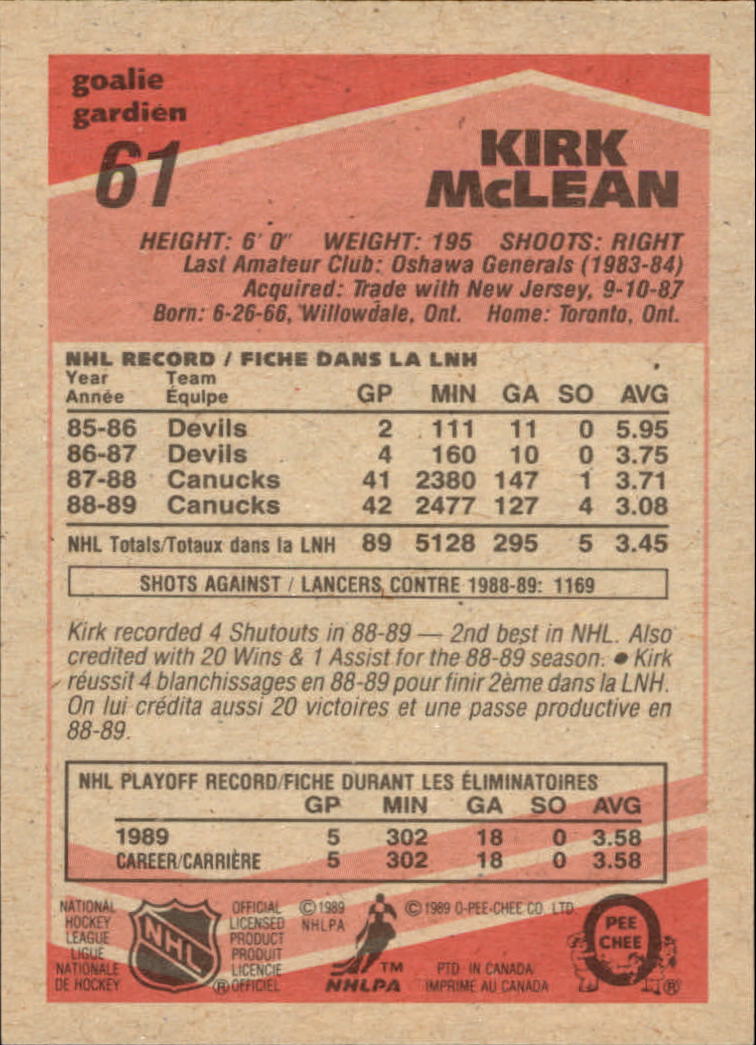 goalie
gardien
61
KIRK
McLEAN
HEIGHT: 6' 0" WEIGHT: 195 SHOOTS: RIGHT
Last Amateur Club: Oshawa Generals (1983-84)
Acquired: Trade with New Jersey, 9-10-87
Born: 6-26-66, Willowdale, Ont. Home: Toronto, Ont.
NHL RECORD / FICHE DANS LA LNH
Year Team
Année Équipe GP MIN GA SO AVG
85-86 Devils 2 111 11 0 5.95
86-87 Devils 4 160 10 0 3.75
87-88 Canucks 41 2380 147 1 3.71
88-89 Canucks 42 2477 127 4 3.08
NHL Totals/Totaux dans la LNH 89 5128 295 5 3.45
SHOTS AGAINST / LANCERS CONTRE 1988-89: 1169
Kirk recorded 4 Shutouts in 88-89 — 2nd best in NHL. Also
credited with 20 Wins & 1 Assist for the 88-89 season. ● Kirk
réussit 4 blanchissages en 88-89 pour finir 2ème dans la LNH.
On lui crédita aussi 20 victoires et une passe productive en
88-89.
NHL PLAYOFF RECORD/FICHE DURANT LES ÉLIMINATOIRES
GP MIN GA SO AVG
1989 5 302 18 0 3.58
CAREER/CARRIÈRE 5 302 18 0 3.58
NATIONAL
HOCKEY
LEAGUE
LIGUE
NATIONALE
DE HOCKEY
NHL
®
OFFICIAL
LICENSED
PRODUCT
PRODUIT
LICENCIE
OFFICIEL
© 1989
NHLPA
TM
NHLPA
© 1989 O-PEE-CHEE CO. LTD.
PTD. IN CANADA
IMPRIME AU CANADA
PEE
CHEE
®